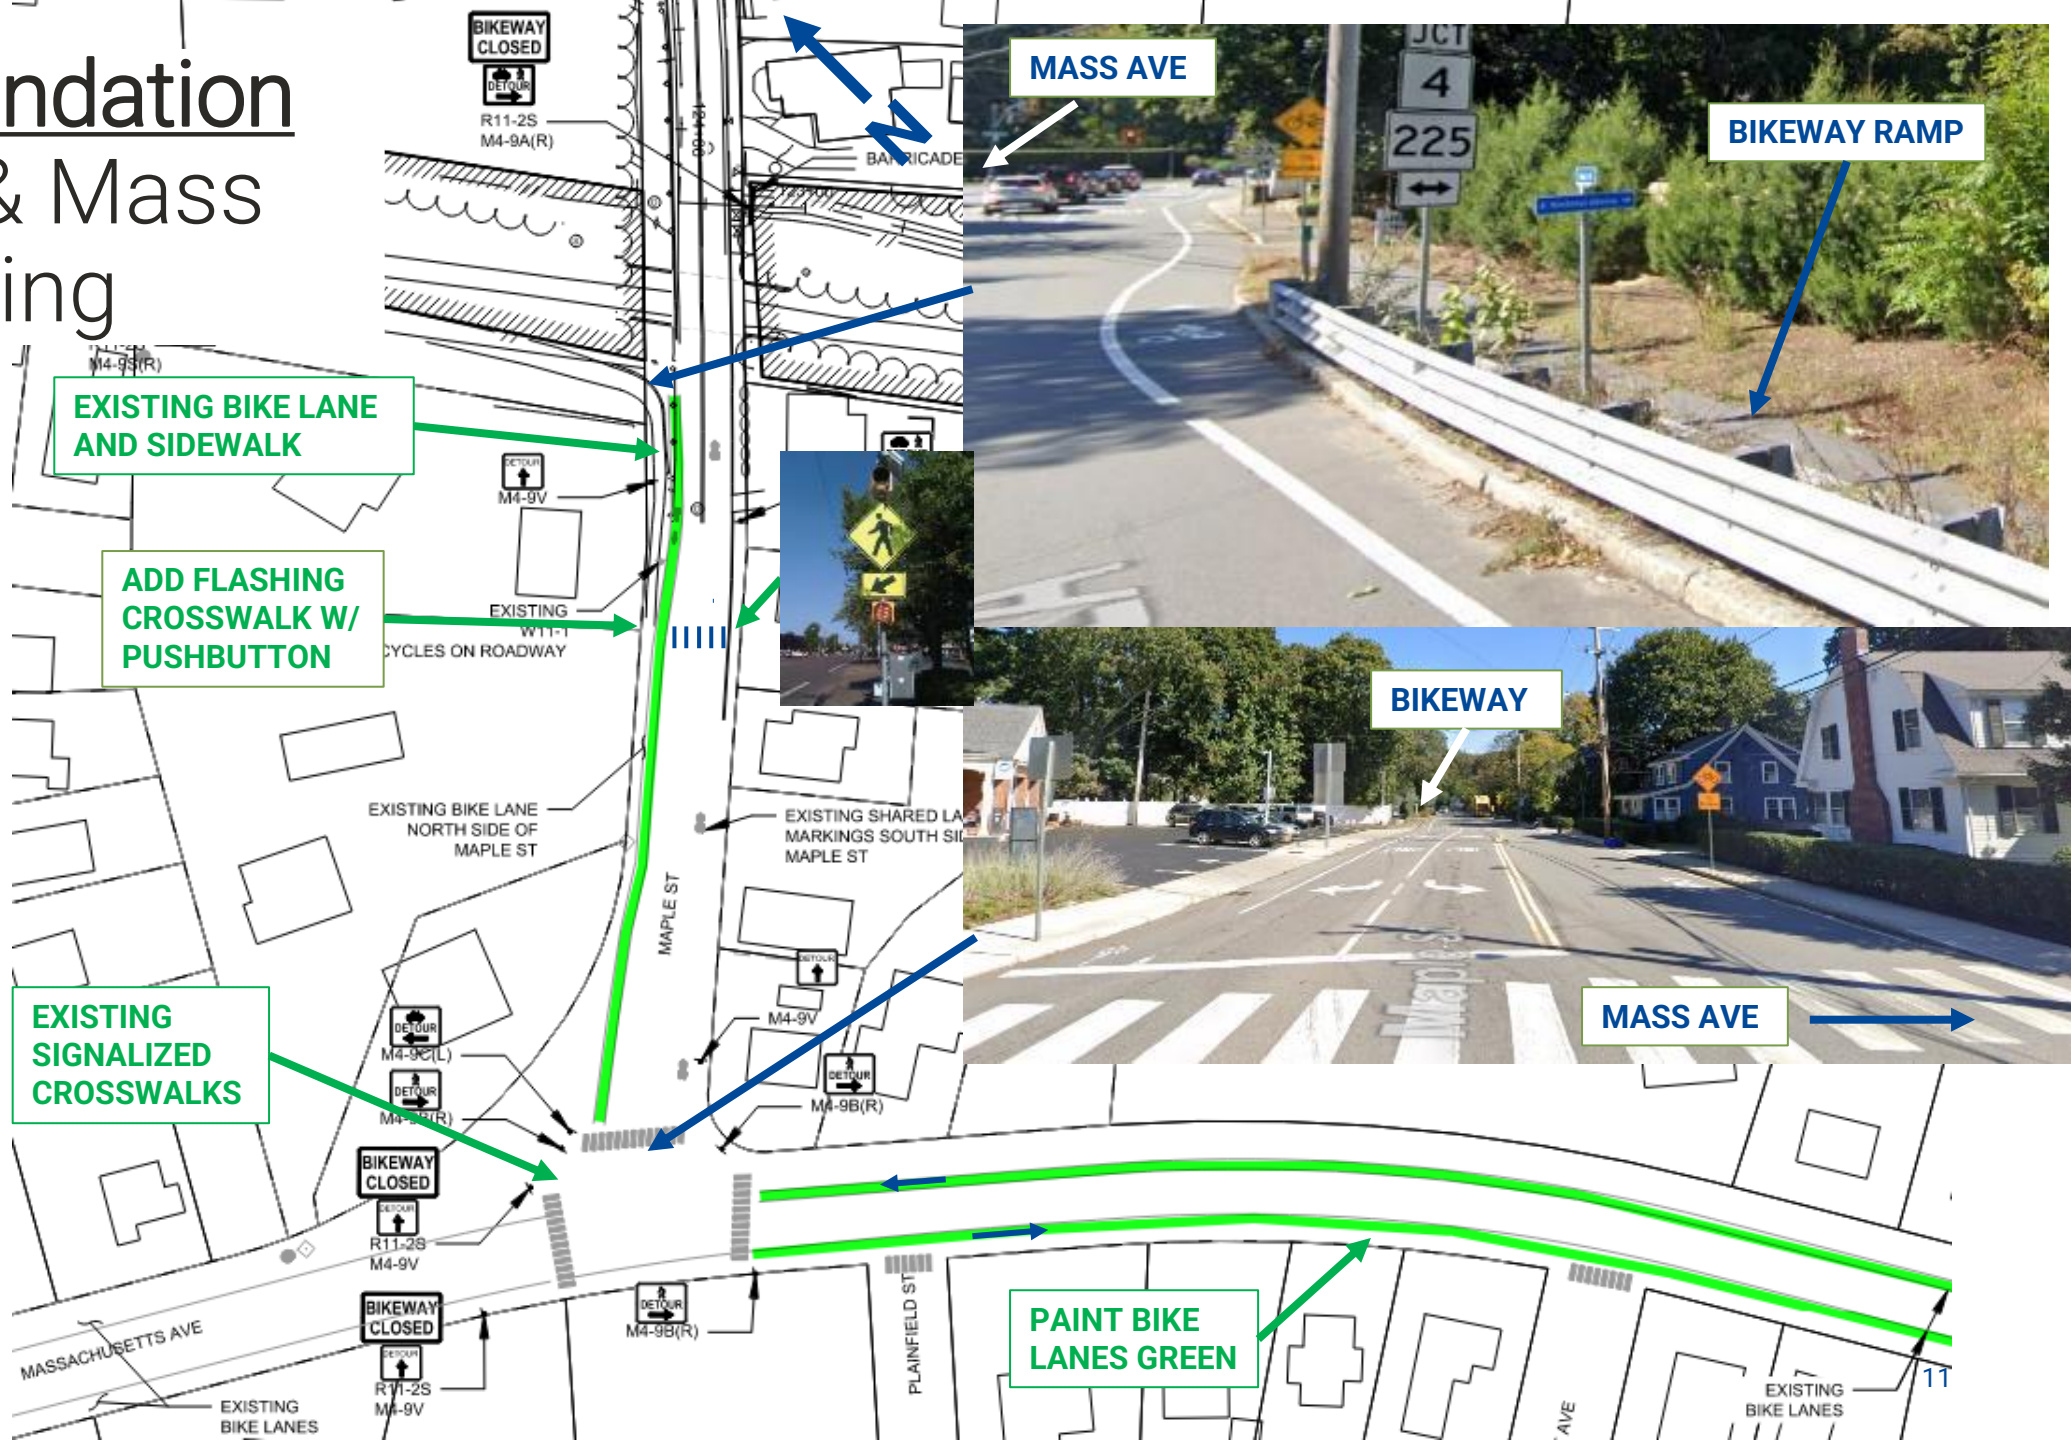 ndation
& Mass
ing
BIKEWAY
CLOSED
DETOUR
R11-2S
M4-9A(R)
N
BARRICADE
MASS AVE
JCT
4
225
BIKEWAY RAMP
M4-9S(R)
EXISTING BIKE LANE
AND SIDEWALK
DETOUR
M4-9V
ADD FLASHING
CROSSWALK W/
PUSHBUTTON
EXISTING
W11-1
CYCLES ON ROADWAY
BIKEWAY
EXISTING BIKE LANE
NORTH SIDE OF
MAPLE ST
EXISTING SHARED LA
MARKINGS SOUTH SID
MAPLE ST
MAPLE ST
DETOUR
M4-9V
EXISTING
SIGNALIZED
CROSSWALKS
DETOUR
M4-9C(L)
DETOUR
M4-9B(R)
DETOUR
M4-9B(R)
Maple S
MASS AVE
BIKEWAY
CLOSED
DETOUR
R11-2S
M4-9V
BIKEWAY
CLOSED
DETOUR
R11-2S
M4-9V
DETOUR
M4-9B(R)
MASSACHUSETTS AVE
EXISTING
BIKE LANES
PLAINFIELD ST
PAINT BIKE
LANES GREEN
AVE
EXISTING
BIKE LANES
11